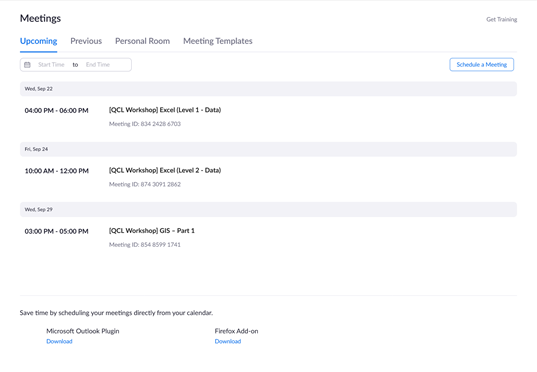 Meetings
Get Training
Upcoming
Previous
Personal Room
Meeting Templates
Start Time
to
End Time
Schedule a Meeting
Wed, Sep 22
04:00 PM - 06:00 PM
[QCL Workshop] Excel (Level 1 - Data)
Meeting ID: 834 2428 6703
Fri, Sep 24
10:00 AM - 12:00 PM
[QCL Workshop] Excel (Level 2 - Data)
Meeting ID: 874 3091 2862
Wed, Sep 29
03:00 PM - 05:00 PM
[QCL Workshop] GIS – Part 1
Meeting ID: 854 8599 1741
Save time by scheduling your meetings directly from your calendar.
Microsoft Outlook Plugin
Firefox Add-on
Download
Download